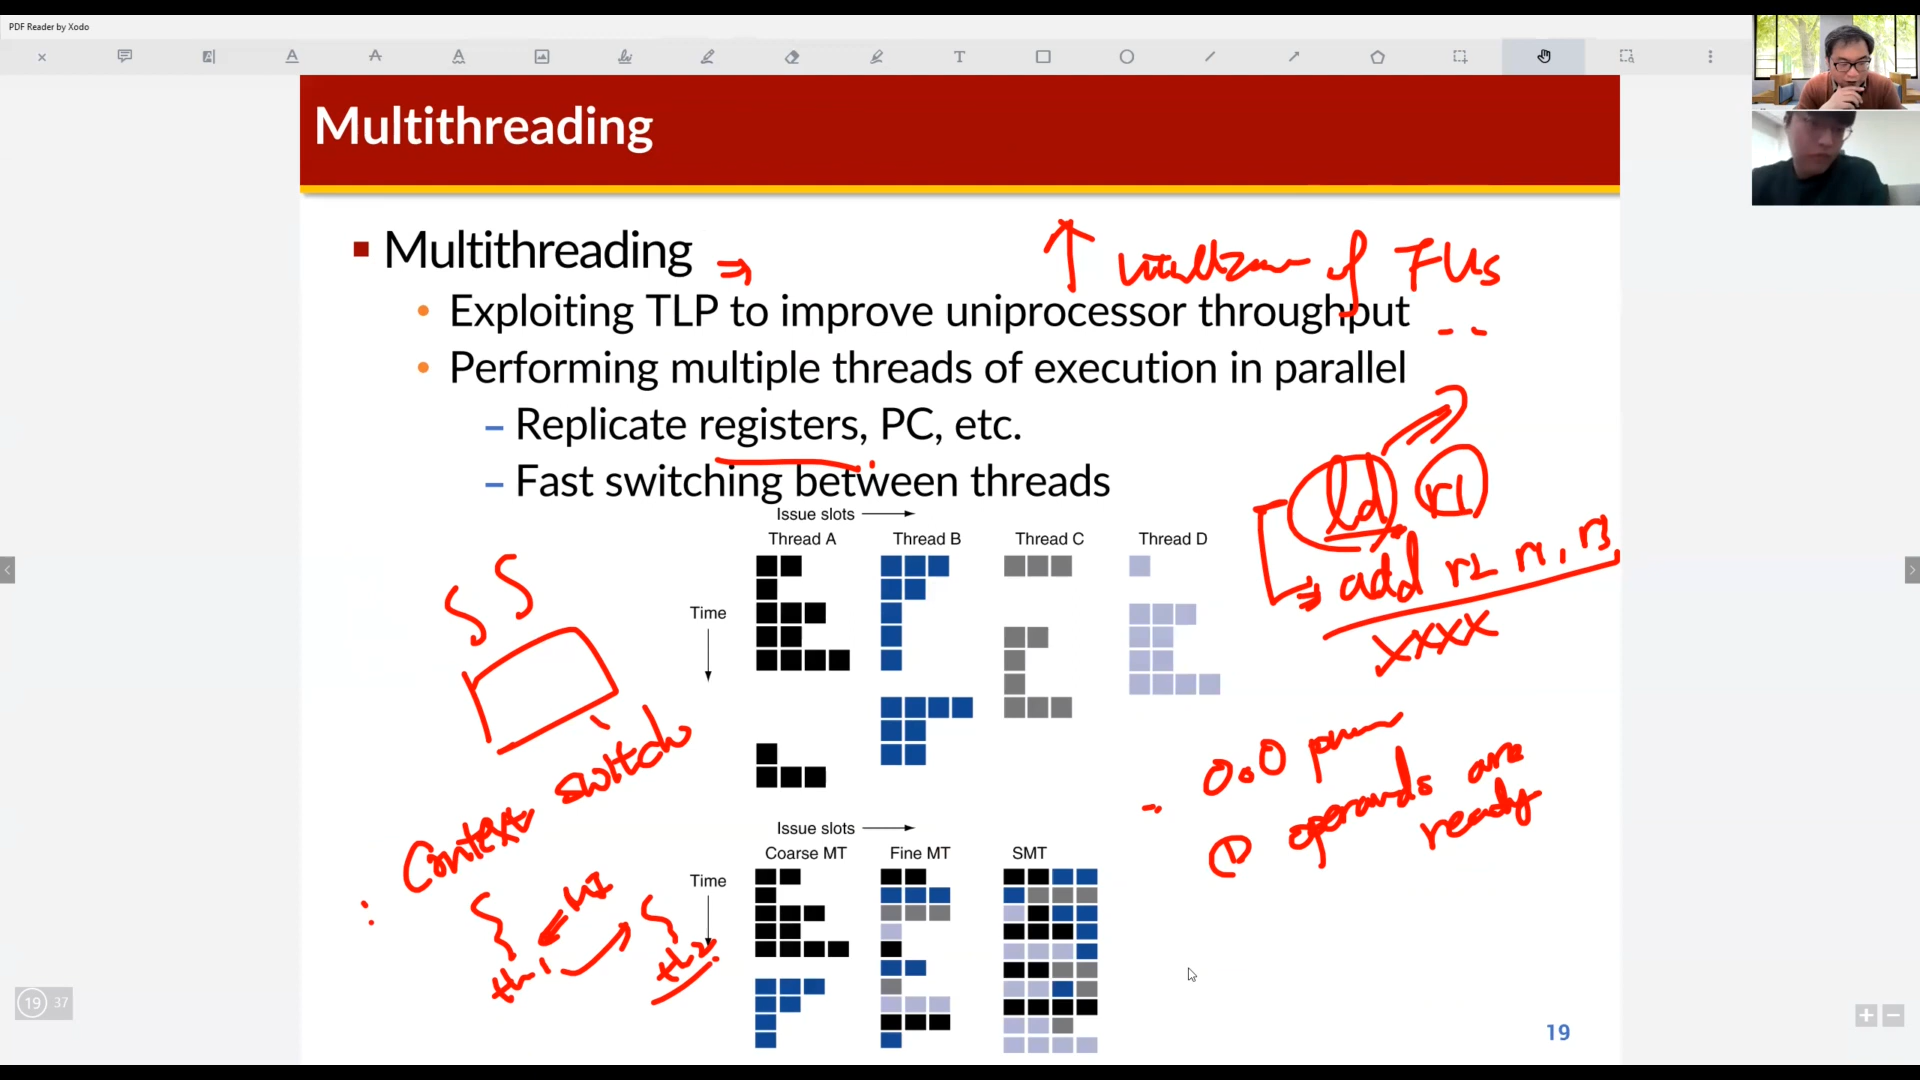 PDF Reader by Xodo
Multithreading
Multithreading ⇒ ↑ utilization of FUs
Exploiting TLP to improve uniprocessor throughput
Performing multiple threads of execution in parallel
– Replicate registers, PC, etc.
– Fast switching between threads
ld r1
⇒ add r2 r1, r3
XXXX
Issue slots
Thread A Thread B Thread C Thread D
Time
Context switch
O.O
① operands are ready
Issue slots
Coarse MT Fine MT SMT
Time
th1 th2
19 37
19